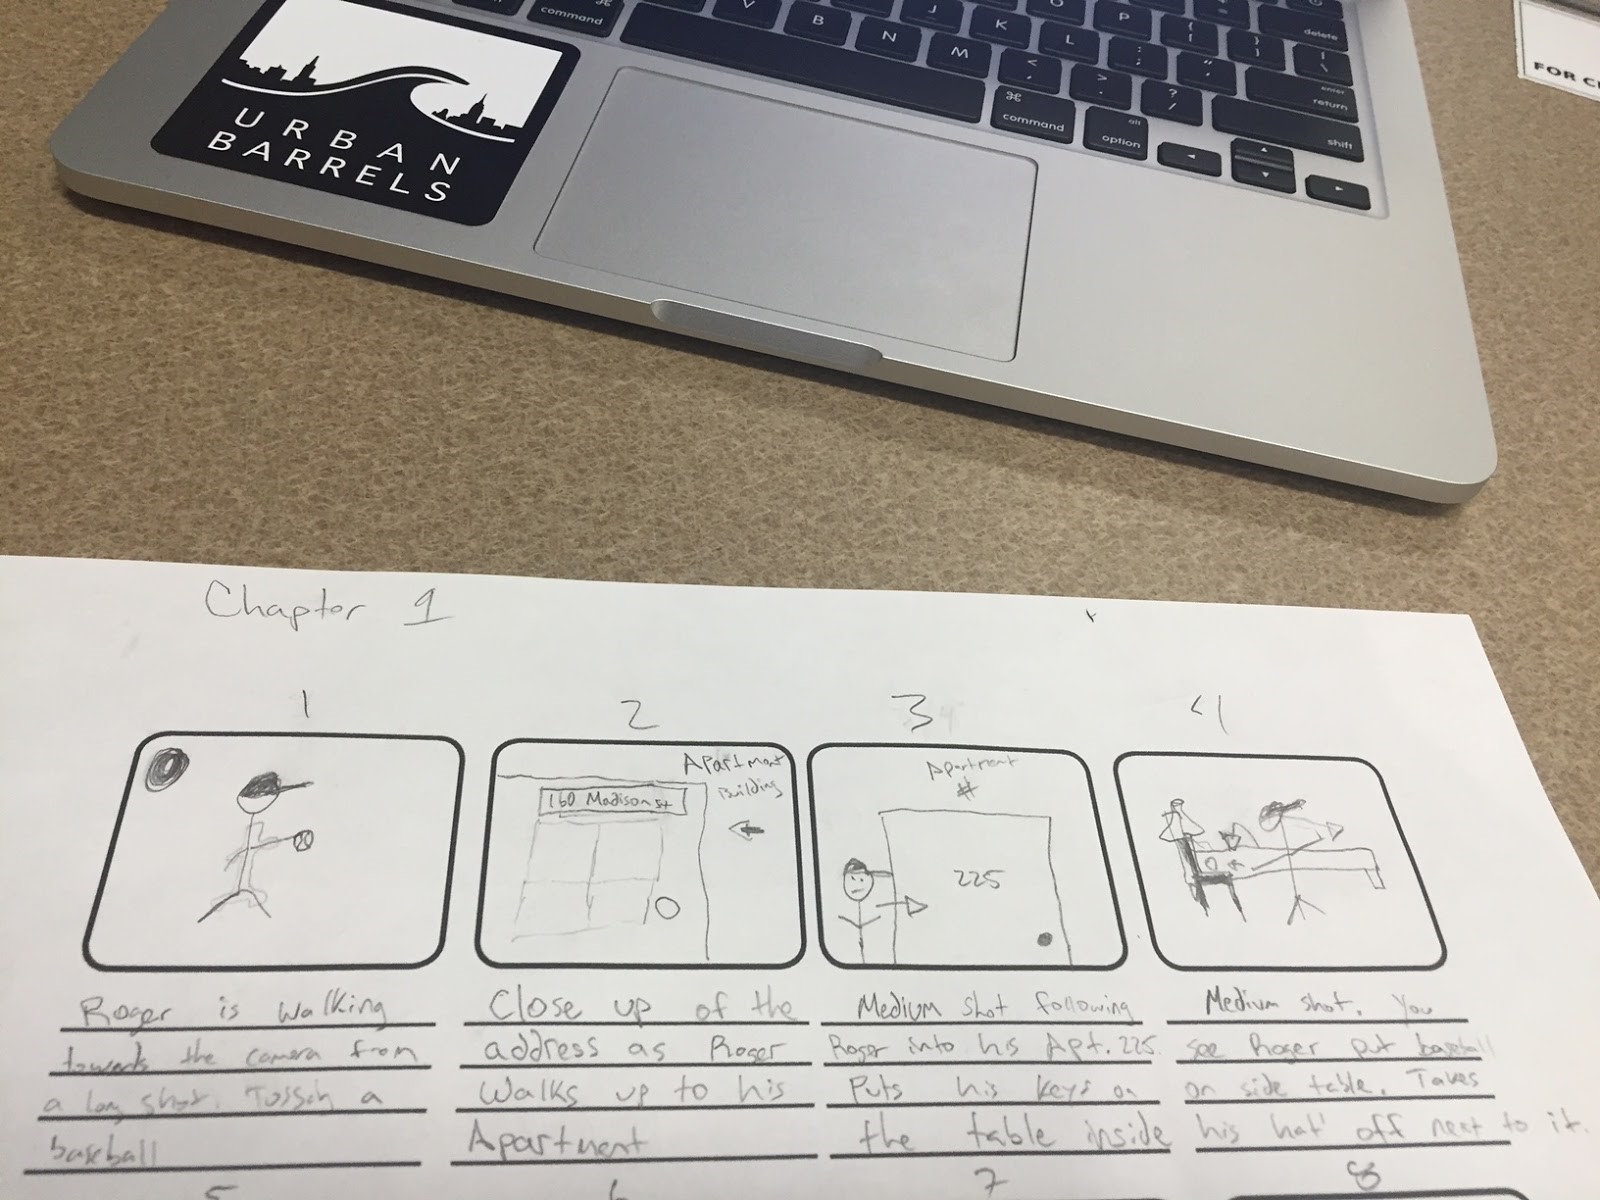 URBAN
BARRELS
command
V
B
N
M
J
K
L
O
P
<
,
>
.
?
/
:
;
"
'
{
[
}
]
|
\
delete
enter
return
shift
⌘
command
alt
option
FOR
Chapter 1
1
2
3
4
Apartment
Building
160 Madison st
Apartment
#
225
Roger is walking
towards the camera from
a long shot. Tossin a
baseball
Close up of the
address as Roger
Walks up to his
Apartment
Medium shot following
Roger into his Apt. 225.
Puts his keys on
the table inside
Medium shot. You
see Roger put baseball
on side table. Takes
his hat off next to it.
5
6
7
8